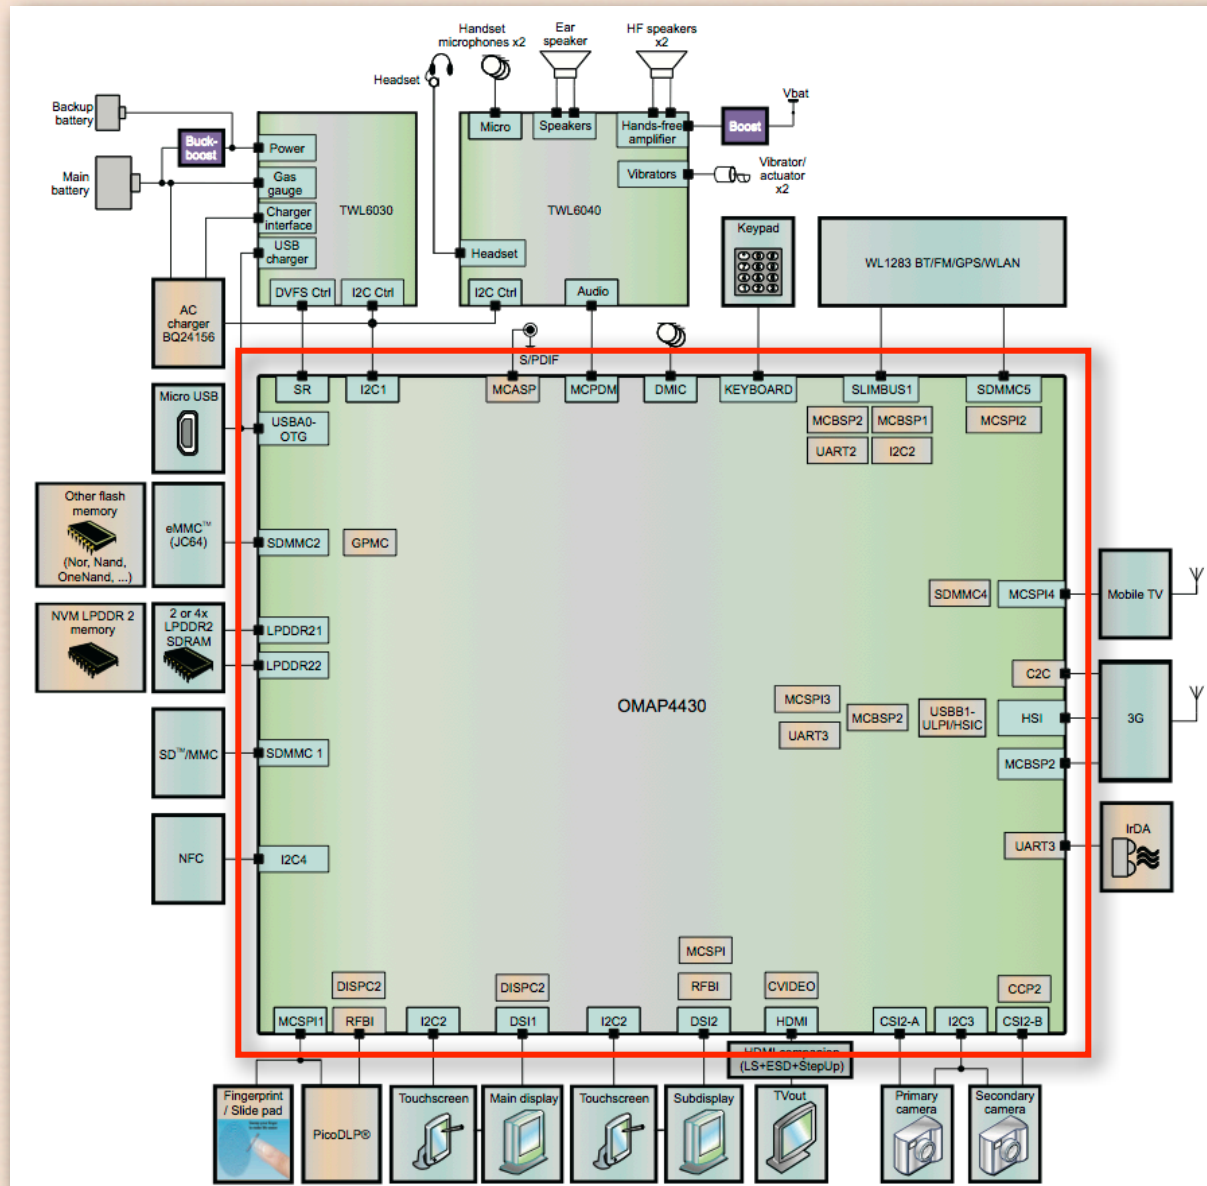 Handset
microphones x2
Ear
speaker
HF speakers
x2
Headset
Vbat
Backup
battery
Buck-
boost
Main
battery
Power
Gas
gauge
Charger
interface
USB
charger
TWL6030
DVFS Ctrl
I2C Ctrl
Micro
Speakers
Hands-free
amplifier
Boost
Vibrators
Vibrator/
actuator
x2
TWL6040
Headset
I2C Ctrl
Audio
Keypad
WL1283 BT/FM/GPS/WLAN
AC
charger
BQ24156
S/PDIF
SR
I2C1
MCASP
MCPDM
DMIC
KEYBOARD
SLIMBUS1
SDMMC5
MCBSP2
MCBSP1
MCSPI2
UART2
I2C2
Micro USB
USBA0-
OTG
Other flash
memory
(Nor, Nand,
OneNand, ...)
eMMC™
(JC64)
SDMMC2
GPMC
NVM LPDDR 2
memory
2 or 4x
LPDDR2
SDRAM
LPDDR21
LPDDR22
SDMMC4
MCSPI4
Mobile TV
OMAP4430
MCSPI3
UART3
MCBSP2
USBB1-
ULPI/HSIC
C2C
HSI
MCBSP2
3G
SD™/MMC
SDMMC 1
NFC
I2C4
UART3
IrDA
DISPC2
DISPC2
MCSPI
RFBI
CVIDEO
CCP2
MCSPI1
RFBI
I2C2
DSI1
I2C2
DSI2
HDMI
CSI2-A
I2C3
CSI2-B
HDMI companion
(LS+ESD+StepUp)
Fingerprint
/ Slide pad
PicoDLP®
Touchscreen
Main display
Touchscreen
Subdisplay
TVout
Primary
camera
Secondary
camera